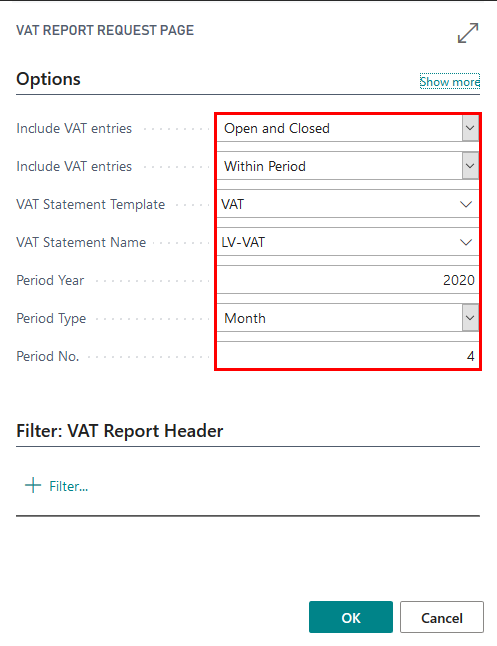 VAT REPORT REQUEST PAGE
Options Show more
Include VAT entries Open and Closed
Include VAT entries Within Period
VAT Statement Template VAT
VAT Statement Name LV-VAT
Period Year 2020
Period Type Month
Period No. 4
Filter: VAT Report Header
Filter...
OK Cancel